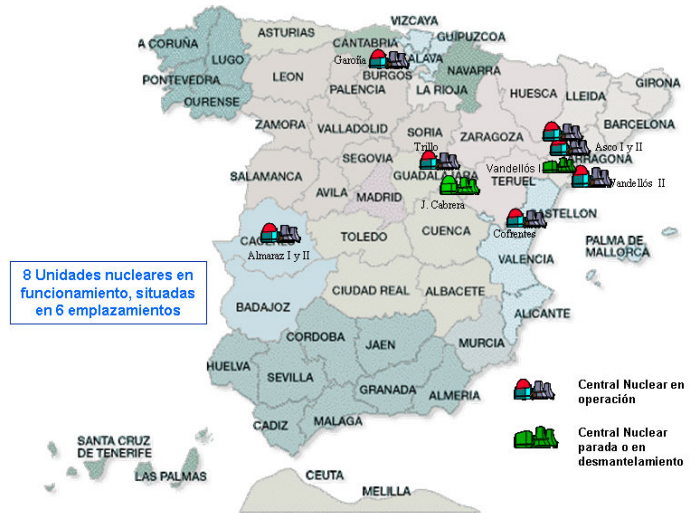 VIZCAYA
ASTURIAS
CANTABRIA
GUIPUZCOA
A CORUÑA
LUGO
ALAVA
Garoña
NAVARRA
PONTEVEDRA
LEON
BURGOS
LA RIOJA
HUESCA
LLEIDA
GIRONA
PALENCIA
OURENSE
BARCELONA
ZAMORA
VALLADOLID
SORIA
ZARAGOZA
Asco I y II
Trillo
TARRAGONA
SEGOVIA
Vandellós I
SALAMANCA
GUADALAJARA
TERUEL
Vandellós II
AVILA
MADRID
J. Cabrera
CASTELLON
CACERES
TOLEDO
CUENCA
Cofrentes
PALMA DE
MALLORCA
Almaraz I y II
VALENCIA
8 Unidades nucleares en
funcionamiento, situadas
en 6 emplazamientos
CIUDAD REAL
ALBACETE
BADAJOZ
ALICANTE
CORDOBA
JAEN
MURCIA
HUELVA
SEVILLA
GRANADA
ALMERIA
Central Nuclear en
operación
CADIZ
MALAGA
Central Nuclear
parada o en
desmantelamiento
SANTA CRUZ
DE TENERIFE
LAS PALMAS
CEUTA
MELILLA